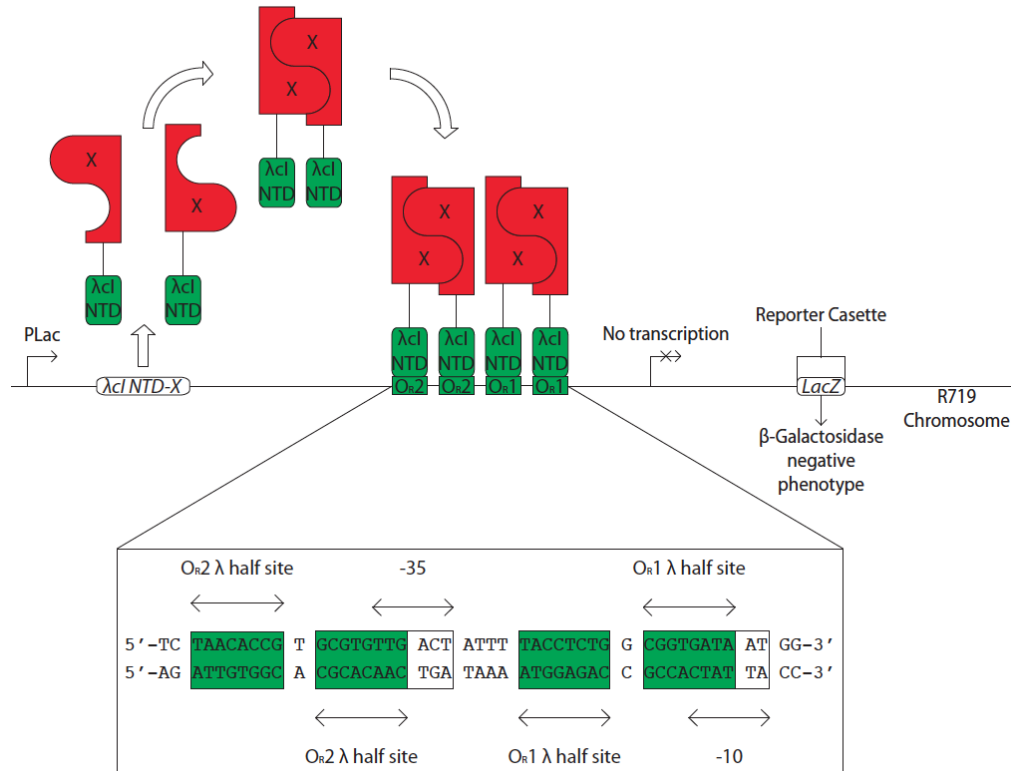 X
X
X
X
λcI
NTD
λcI
NTD
λcI
NTD
λcI
NTD
X
X
X
X
PLac
λcI
NTD
λcI
NTD
λcI
NTD
λcI
NTD
No transcription
Reporter Casette
λcI NTD-X
OR2
OR2
OR1
OR1
LacZ
R719
Chromosome
β-Galactosidase
negative
phenotype
OR2 λ half site
-35
OR1 λ half site
5'-TC TAACACCG T GCGTGTTG ACT ATTT TACCTCTG G CGGTGATA AT GG-3'
5'-AG ATTGTGGC A CGCACAAC TGA TAAA ATGGAGAC C GCCACTAT TA CC-3'
OR2 λ half site
OR1 λ half site
-10